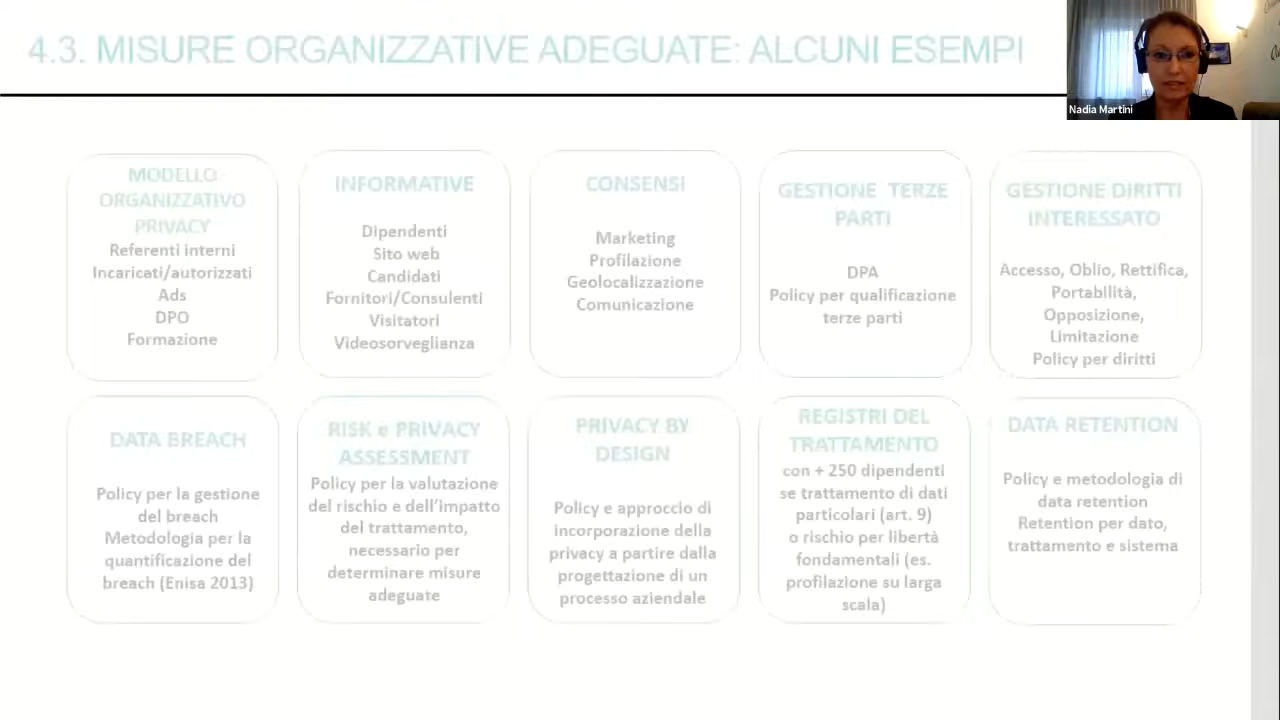 4.3. MISURE ORGANIZZATIVE ADEGUATE: ALCUNI ESEMPI
Nadia Martini
MODELLO
ORGANIZZATIVO
PRIVACY
Referenti interni
Incaricati/autorizzati
Ads
DPO
Formazione
INFORMATIVE
Dipendenti
Sito web
Candidati
Fornitori/Consulenti
Visitatori
Videosorveglianza
CONSENSI
Marketing
Profilazione
Geolocalizzazione
Comunicazione
GESTIONE TERZE
PARTI
DPA
Policy per qualificazione
terze parti
GESTIONE DIRITTI
INTERESSATO
Accesso, Oblio, Rettifica,
Portabilità,
Opposizione,
Limitazione
Policy per diritti
DATA BREACH
Policy per la gestione
del breach
Metodologia per la
quantificazione del
breach (Enisa 2013)
RISK e PRIVACY
ASSESSMENT
Policy per la valutazione
del rischio e dell'impatto
del trattamento,
necessario per
determinare misure
adeguate
PRIVACY BY
DESIGN
Policy e approccio di
incorporazione della
privacy a partire dalla
progettazione di un
processo aziendale
REGISTRI DEL
TRATTAMENTO
con + 250 dipendenti
se trattamento di dati
particolari (art. 9)
o rischio per libertà
fondamentali (es.
profilazione su larga
scala)
DATA RETENTION
Policy e metodologia di
data retention
Retention per dato,
trattamento e sistema